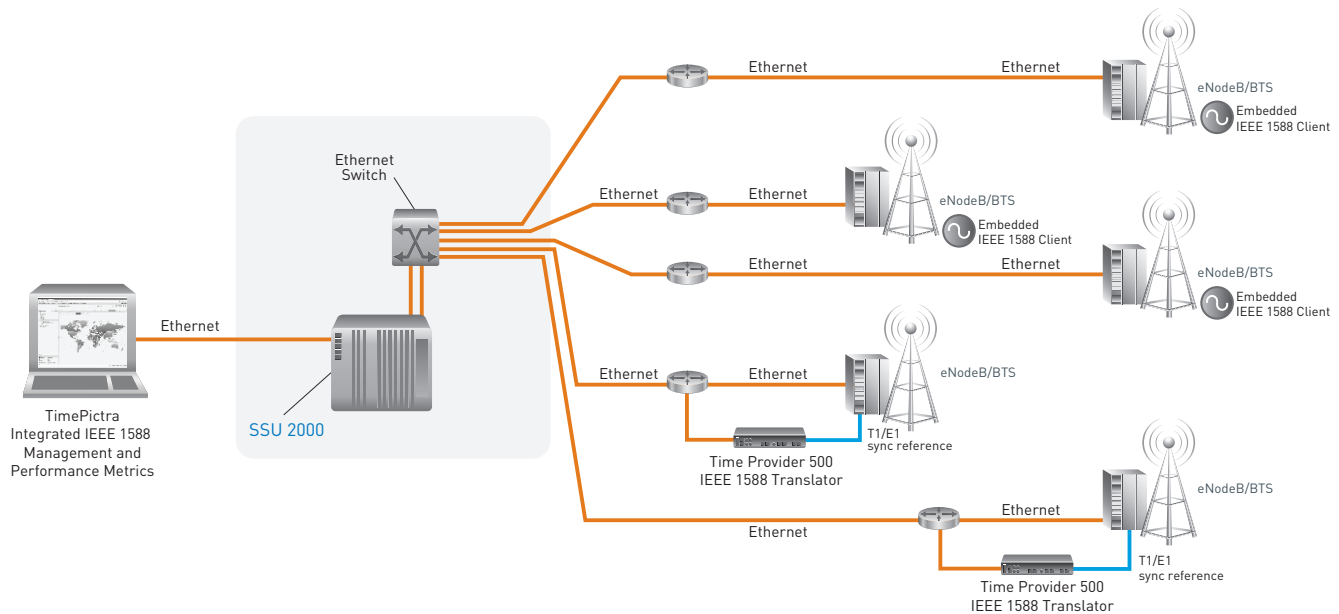 Ethernet
Ethernet
eNodeB/BTS
Embedded
IEEE 1588 Client
Ethernet
Switch
Ethernet
Ethernet
eNodeB/BTS
Embedded
IEEE 1588 Client
Ethernet
Ethernet
eNodeB/BTS
Embedded
IEEE 1588 Client
Ethernet
SSU 2000
TimePictra
Integrated IEEE 1588
Management and
Performance Metrics
Ethernet
Ethernet
eNodeB/BTS
T1/E1
sync reference
Time Provider 500
IEEE 1588 Translator
Ethernet
Ethernet
eNodeB/BTS
T1/E1
sync reference
Time Provider 500
IEEE 1588 Translator